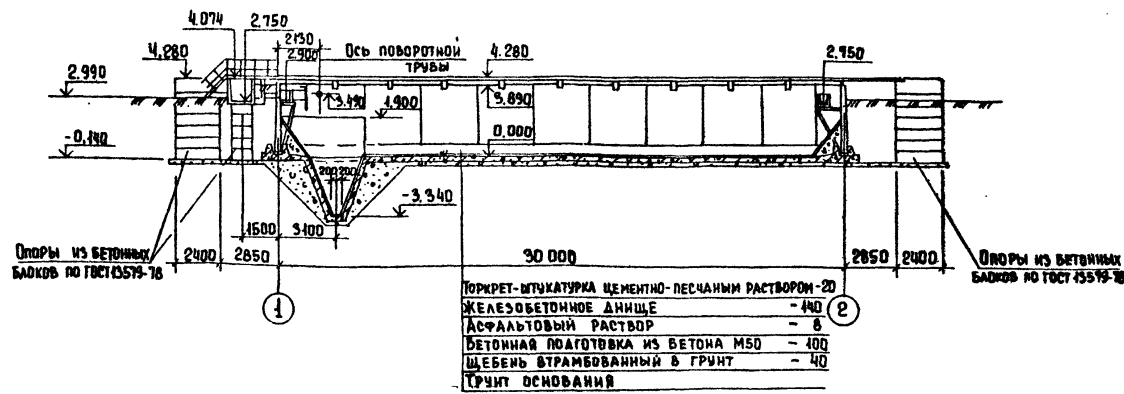 4.074
2.750
4.280
2130
2.900
Ось поворотной
трубы
4.280
2.950
2.990
3.490
1.900
3.890
-0,140
0,000
200 200
-3.340
1500
3100
Опоры из бетонных
блоков по ГОСТ 13579-78
2400
2850
30 000
2850
2400
Опоры из бетонных
блоков по ГОСТ 13579-78
1
2
Торкрет-штукатурка цементно-песчаным раствором-20
Железобетонное днище -140
Асфальтовый раствор - 8
Бетонная подготовка из бетона М50 - 100
Щебень втрамбованный в грунт - 40
Грунт основания